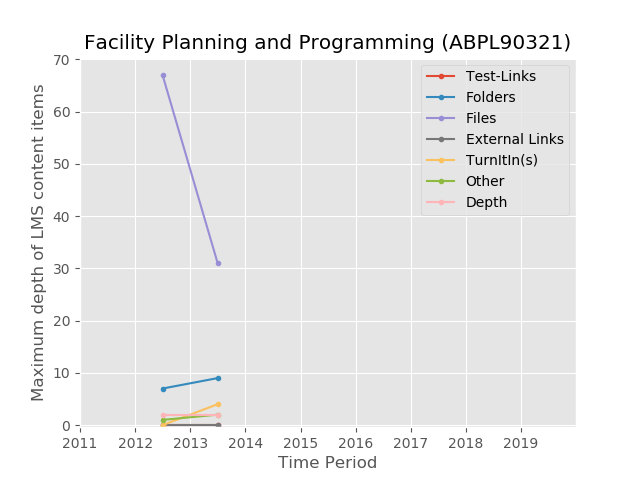 Facility Planning and Programming (ABPL90321)
Maximum depth of LMS content items
70
60
50
40
30
20
10
0
Test-Links
Folders
Files
External Links
TurnItIn(s)
Other
Depth
2011 2012 2013 2014 2015 2016 2017 2018 2019
Time Period